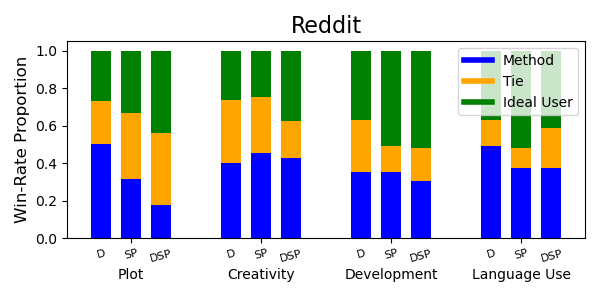 Reddit
Win-Rate Proportion
1.0
0.8
0.6
0.4
0.2
0.0
Method
Tie
Ideal User
D SP DSP D SP DSP D SP DSP D SP DSP
Plot Creativity Development Language Use